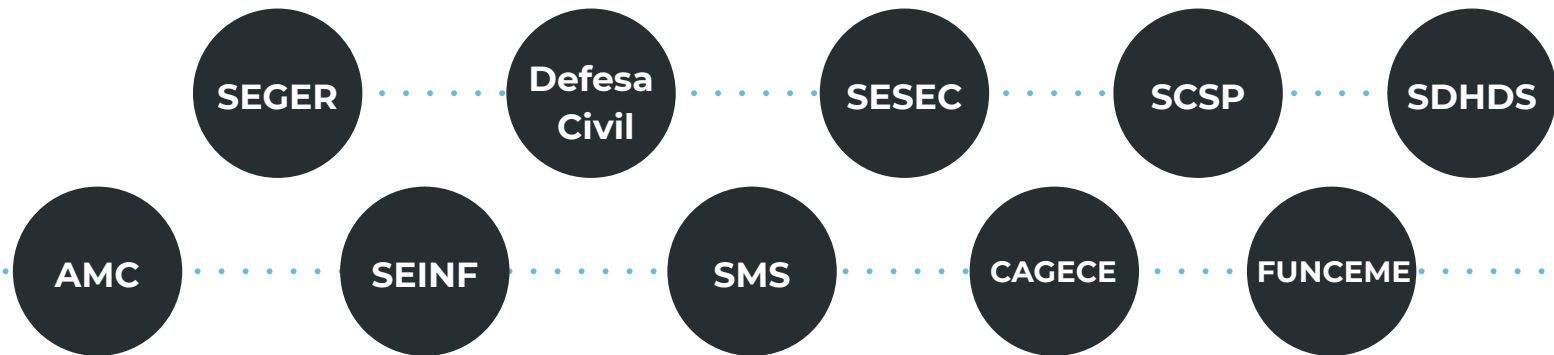 SEGER
Defesa
Civil
SESEC
SCSP
SDHDS
AMC
SEINF
SMS
CAGECE
FUNCEME